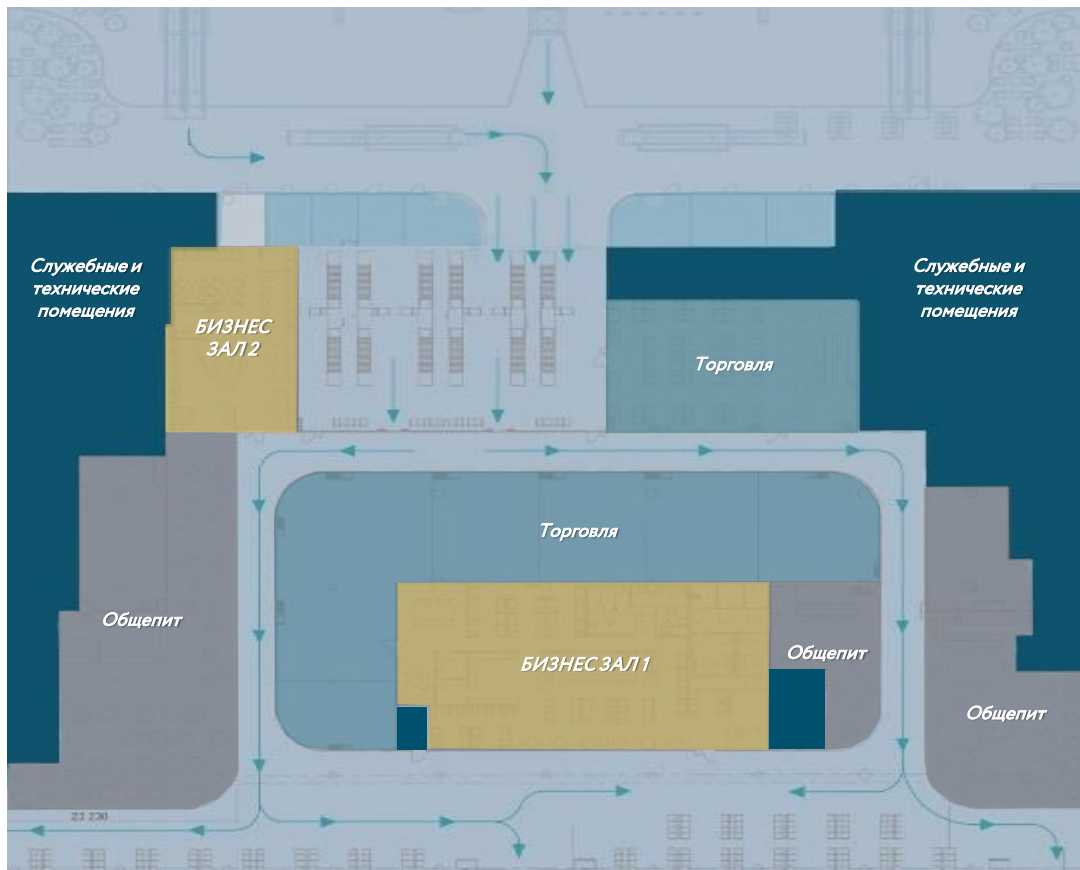 Служебные и
технические
помещения
Служебные и
технические
помещения
БИЗНЕС
ЗАЛ 2
Торговля
Торговля
Общепит
БИЗНЕС ЗАЛ 1
Общепит
Общепит